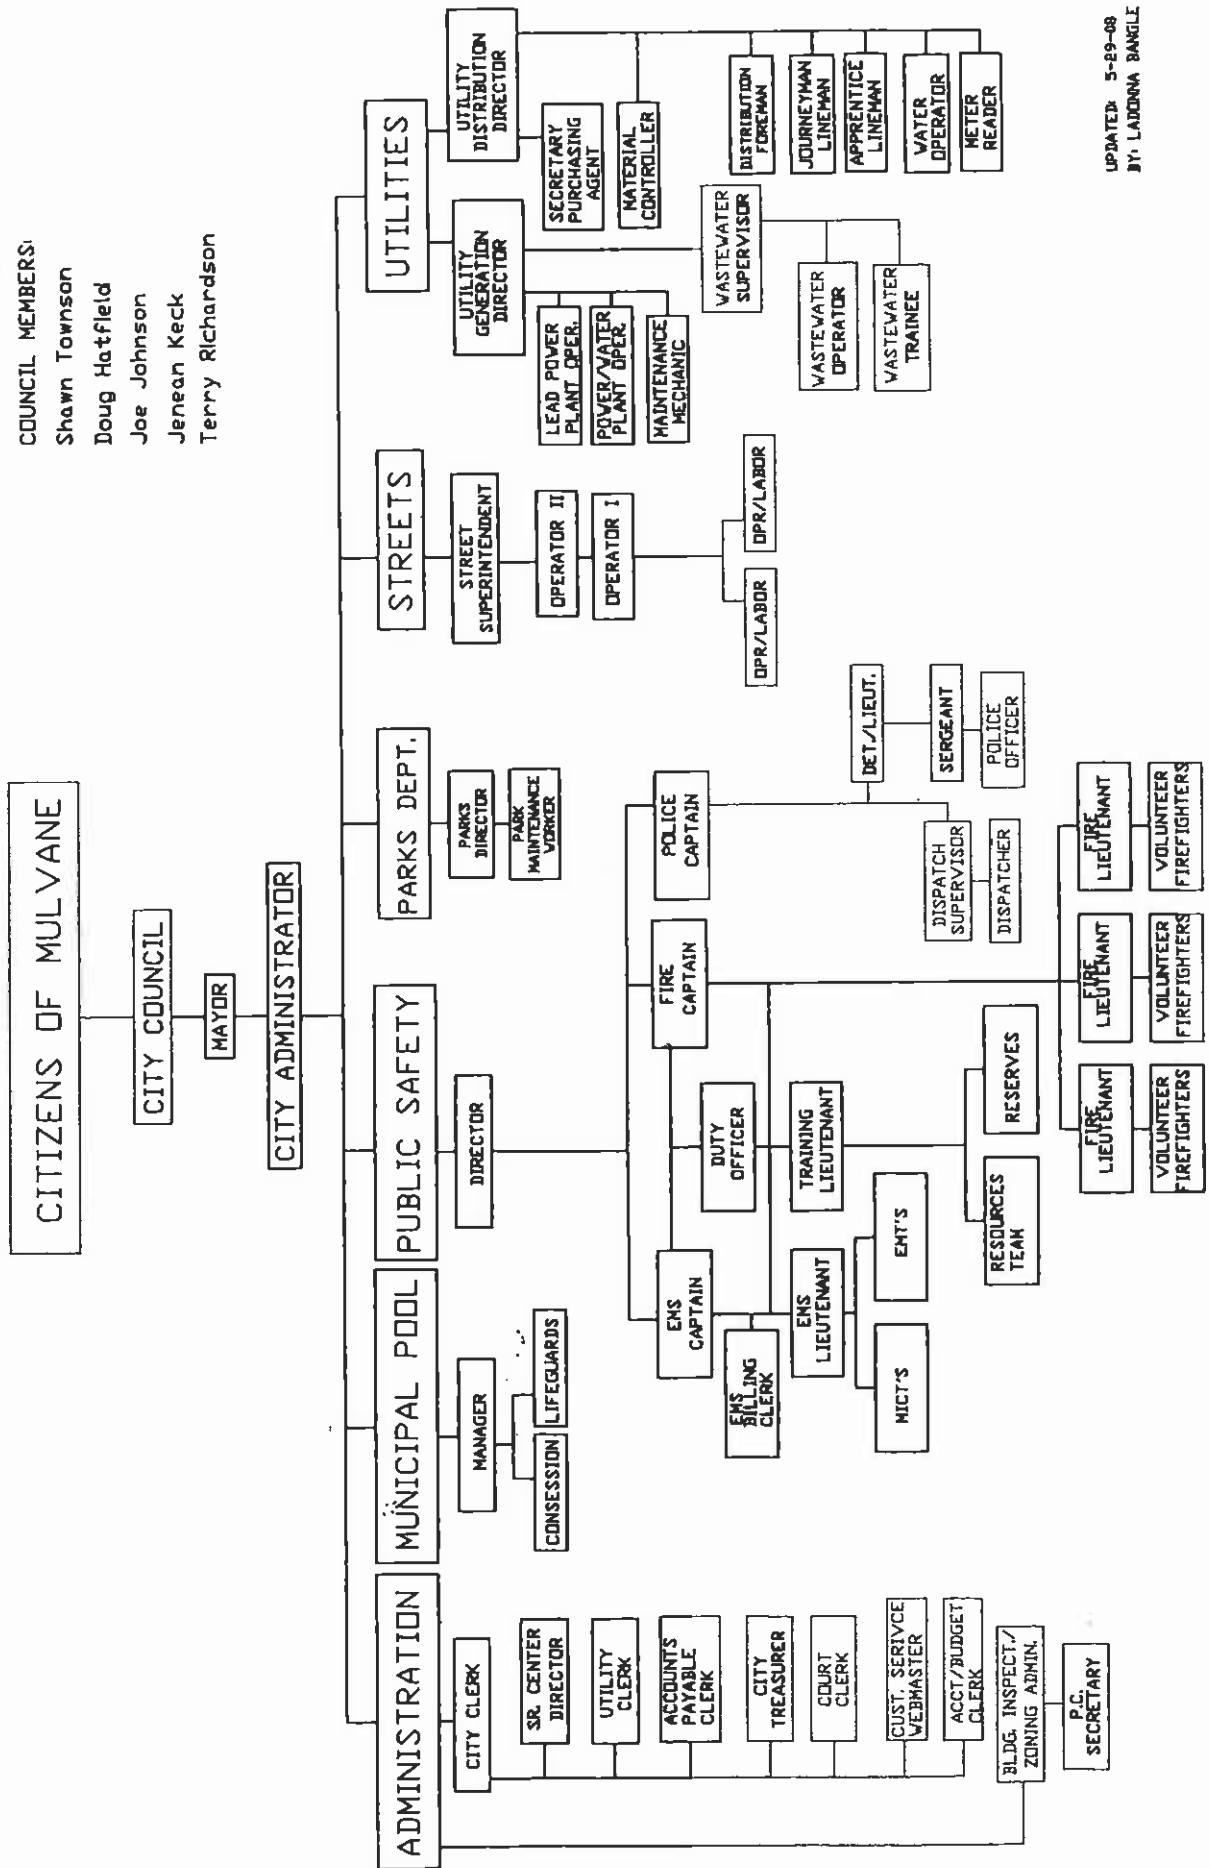 COUNCIL MEMBERS:
Shawn Townson
Doug Hatfield
Joe Johnson
Jenean Keck
Terry Richardson
CITIZENS OF MULVANE
CITY COUNCIL
MAYOR
CITY ADMINISTRATOR
ADMINISTRATION
CITY CLERK
SR. CENTER
DIRECTOR
UTILITY
CLERK
ACCOUNTS
PAYABLE
CLERK
CITY
TREASURER
COURT
CLERK
CUST. SERIVCE
WEBMASTER
ACCT/BUDGET
CLERK
BLDG. INSPECT./
ZONING ADMIN.
P.C.
SECRETARY
MUNICIPAL POOL
MANAGER
CONSESSION
LIFEGUARDS
PUBLIC SAFETY
DIRECTOR
EMS
CAPTAIN
EMS
BILLING
CLERK
EMS
LIEUTENANT
MICT'S
EMT'S
DUTY
OFFICER
TRAINING
LIEUTENANT
RESOURCES
TEAM
RESERVES
FIRE
CAPTAIN
FIRE
LIEUTENANT
VOLUNTEER
FIREFIGHTERS
FIRE
LIEUTENANT
VOLUNTEER
FIREFIGHTERS
FIRE
LIEUTENANT
VOLUNTEER
FIREFIGHTERS
POLICE
CAPTAIN
DISPATCH
SUPERVISOR
DISPATCHER
DET./LIEUT.
SERGEANT
POLICE
OFFICER
PARKS DEPT.
PARKS
DIRECTOR
PARK
MAINTENANCE
WORKER
STREETS
STREET
SUPERINTENDENT
OPERATOR II
OPERATOR I
OPR/LABOR
OPR/LABOR
UTILITIES
UTILITY
GENERATION
DIRECTOR
LEAD POWER
PLANT OPER.
POWER/WATER
PLANT OPER.
MAINTENANCE
MECHANIC
WASTEWATER
SUPERVISOR
WASTEWATER
OPERATOR
WASTEWATER
TRAINEE
UTILITY
DISTRIBUTION
DIRECTOR
SECRETARY
PURCHASING
AGENT
MATERIAL
CONTROLLER
DISTRIBUTION
FOREMAN
JOURNEYMAN
LINEMAN
APPRENTICE
LINEMAN
WATER
OPERATOR
METER
READER
UPDATED: 5-29-08
BY: LADONNA BANGLE